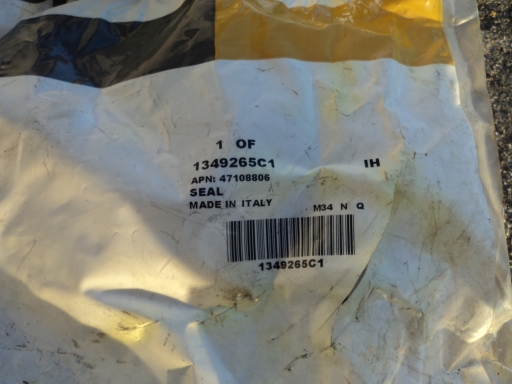 1 OF
1349265C1 IH
APN: 47108806
SEAL
MADE IN ITALY M34 N Q
1349265C1